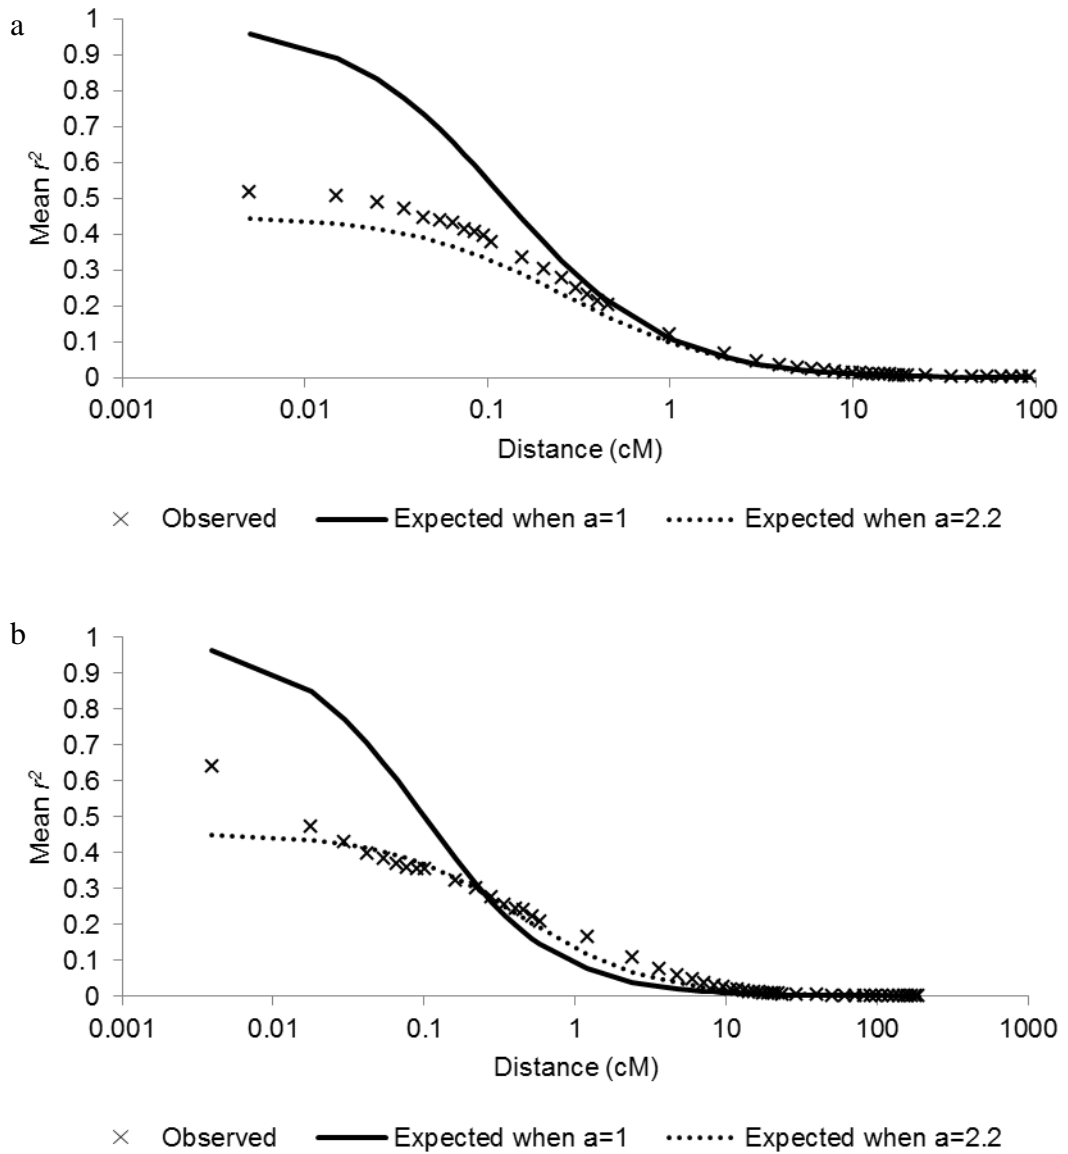 a
1
0.9
0.8
0.7
0.6
0.5
0.4
0.3
0.2
0.1
0
Mean r²
0.001 0.01 0.1 1 10 100
Distance (cM)
Observed Expected when a=1 Expected when a=2.2
b
1
0.9
0.8
0.7
0.6
0.5
0.4
0.3
0.2
0.1
0
Mean r²
0.001 0.01 0.1 1 10 100 1000
Distance (cM)
Observed Expected when a=1 Expected when a=2.2